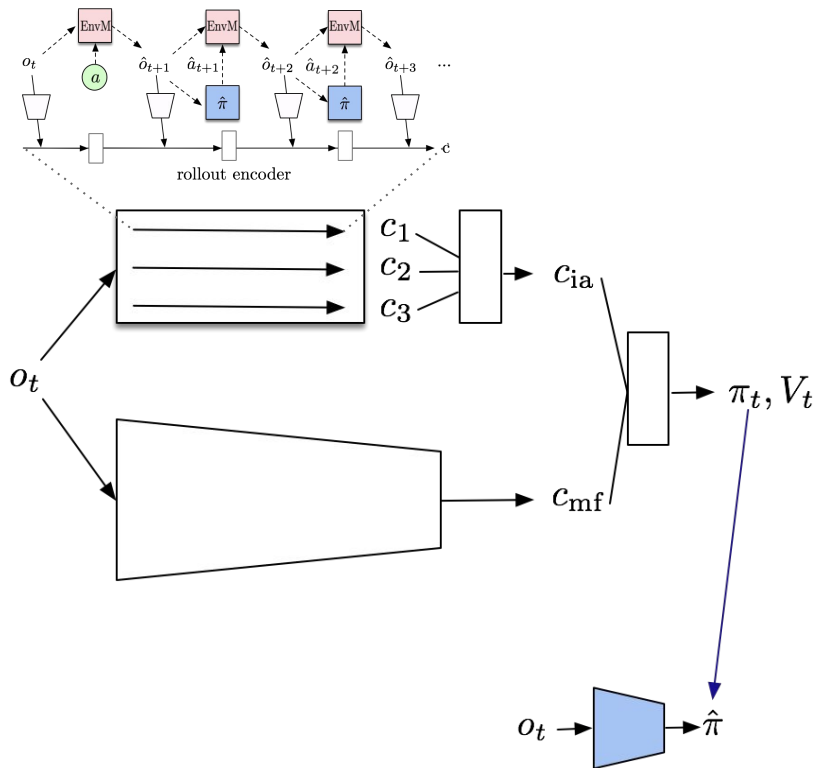 EnvM EnvM EnvM
o_t ô_{t+1} â_{t+1} ô_{t+2} â_{t+2} ô_{t+3} ...
a π̂ π̂
c
rollout encoder
c_1
c_2 c_ia
c_3
o_t π_t, V_t
c_mf
o_t π̂